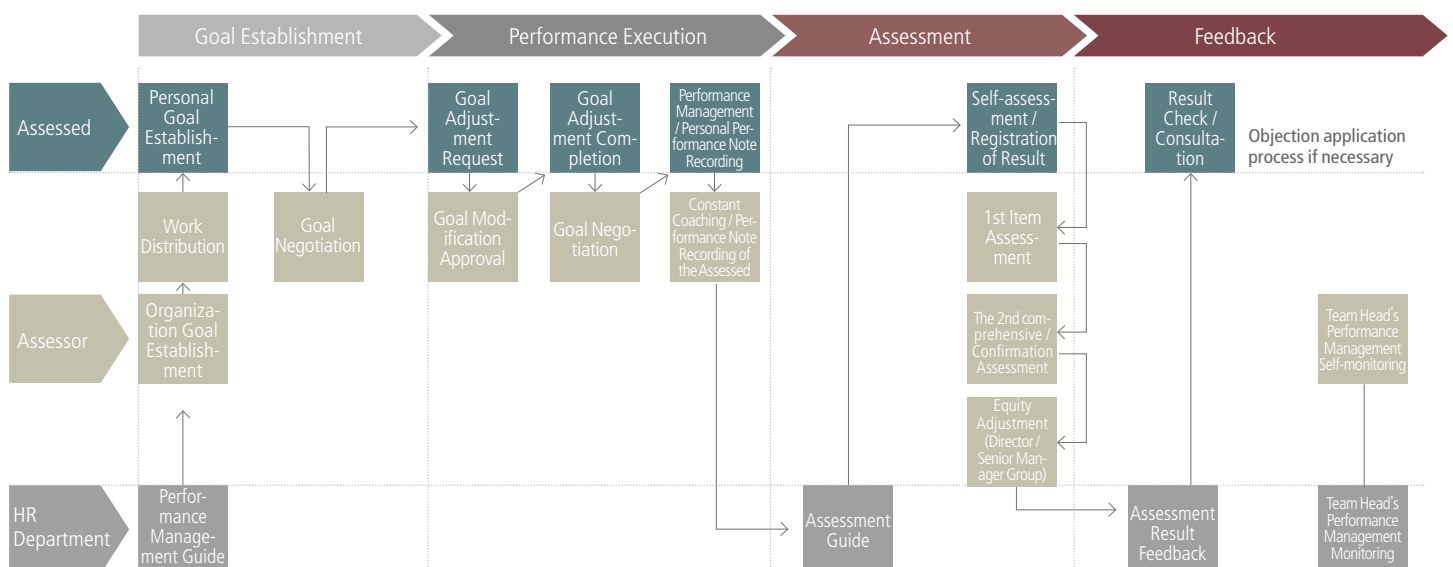 Goal Establishment
Performance Execution
Assessment
Feedback
Assessed
Personal
Goal
Establish-
ment
Goal
Adjust-
ment
Request
Goal
Adjust-
ment Com-
pletion
Performance
Management
/ Personal Per-
formance Note
Recording
Self-assess-
ment /
Registration
of Result
Result
Check /
Consulta-
tion
Objection application
process if necessary
Work
Distribution
Goal
Negotiation
Goal Mod-
ification
Approval
Goal Nego-
tiation
Constant
Coaching / Per-
formance Note
Recording of
the Assessed
1st Item
Assess-
ment
Assessor
Organiza-
tion Goal
Establish-
ment
The 2nd com-
prehensive /
Confirmation
Assessment
Team Head's
Performance
Management
Self-monitoring
Equity
Adjustment
(Director /
Senior Man-
ager Group)
HR
Department
Perfor-
mance
Manage-
ment Guide
Assessment
Guide
Assessment
Result
Feedback
Team Head's
Performance
Management
Monitoring